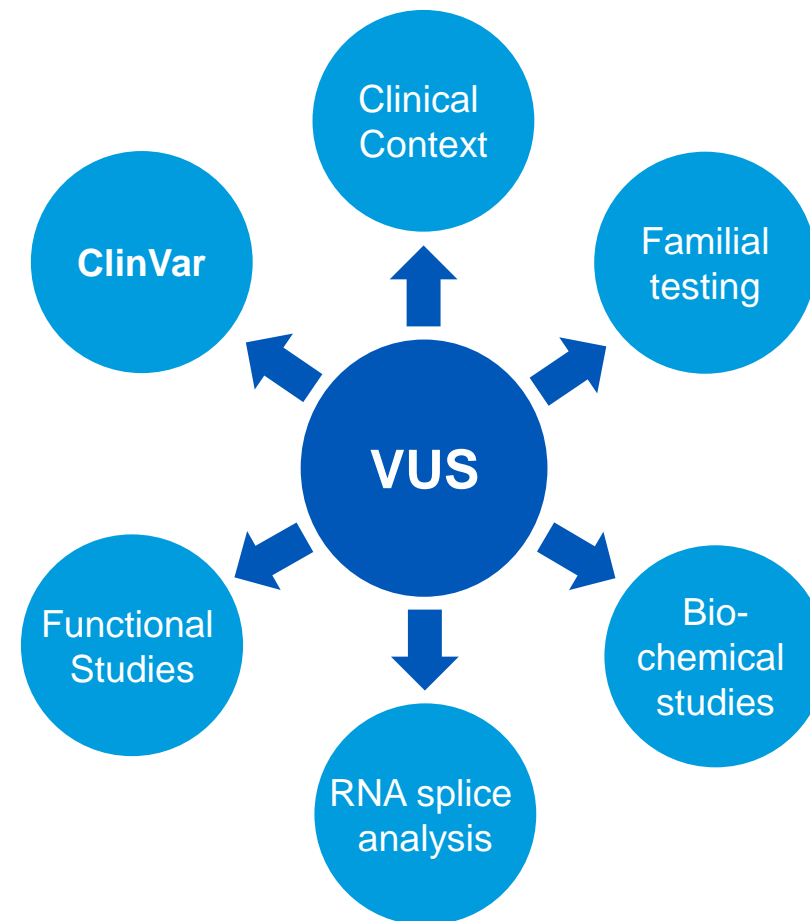 Clinical
Context
ClinVar
Familial
testing
VUS
Functional
Studies
Bio-
chemical
studies
RNA splice
analysis